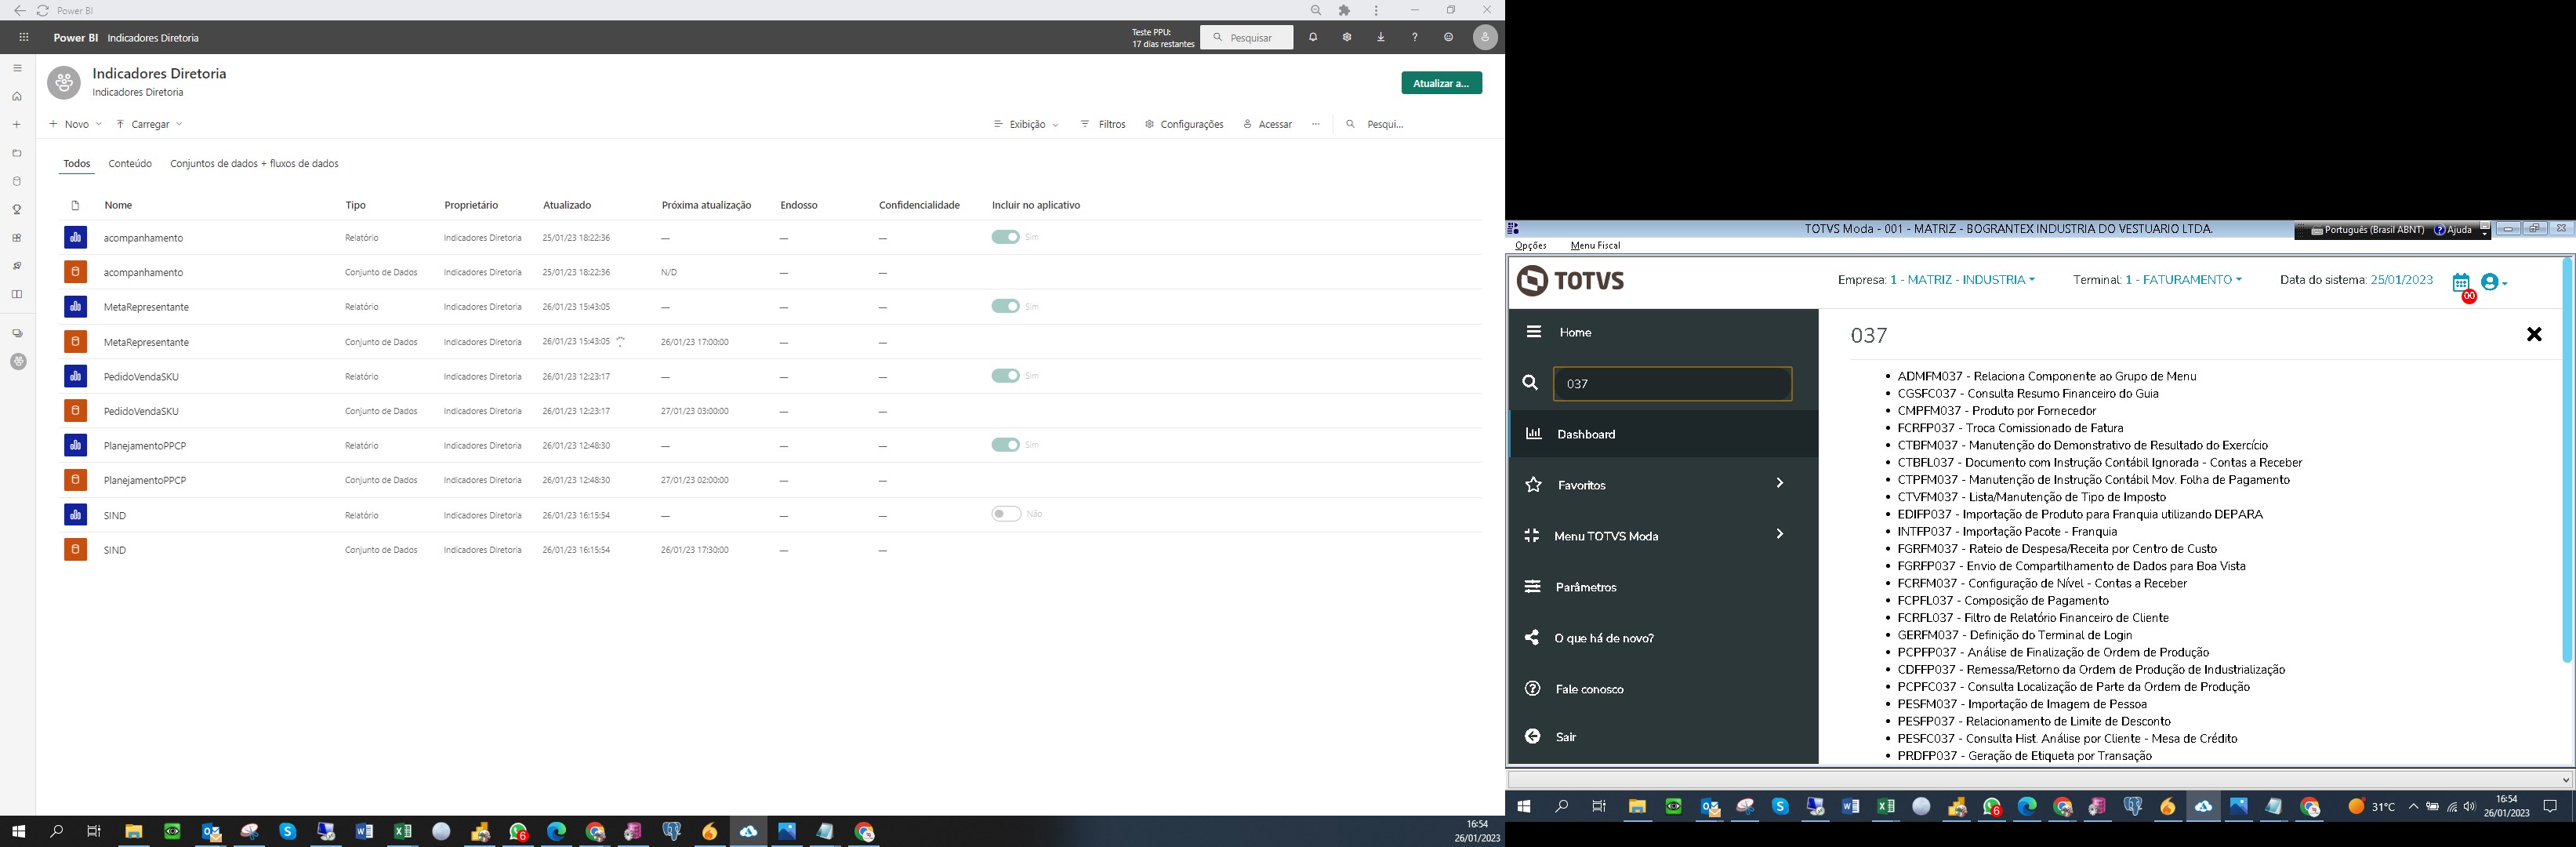 Power BI
Power BI Indicadores Diretoria
Teste PPU:
17 dias restantes
Pesquisar
Indicadores Diretoria
Indicadores Diretoria
Atualizar a...
Novo Carregar
Exibição Filtros Configurações Acessar ... Pesqui...
Todos Conteúdo Conjuntos de dados + fluxos de dados
Nome Tipo Proprietário Atualizado Próxima atualização Endosso Confidencialidade Incluir no aplicativo
acompanhamento Relatório Indicadores Diretoria 25/01/23 18:22:36 — — — Sim
acompanhamento Conjunto de Dados Indicadores Diretoria 25/01/23 18:22:36 N/D — —
MetaRepresentante Relatório Indicadores Diretoria 26/01/23 15:43:05 — — — Sim
MetaRepresentante Conjunto de Dados Indicadores Diretoria 26/01/23 15:43:05 26/01/23 17:00:00 — —
PedidoVendaSKU Relatório Indicadores Diretoria 26/01/23 12:23:17 — — — Sim
PedidoVendaSKU Conjunto de Dados Indicadores Diretoria 26/01/23 12:23:17 27/01/23 03:00:00 — —
PlanejamentoPPCP Relatório Indicadores Diretoria 26/01/23 12:48:30 — — — Sim
PlanejamentoPPCP Conjunto de Dados Indicadores Diretoria 26/01/23 12:48:30 27/01/23 02:00:00 — —
SIND Relatório Indicadores Diretoria 26/01/23 16:15:54 — — — Não
SIND Conjunto de Dados Indicadores Diretoria 26/01/23 16:15:54 26/01/23 17:30:00 — —
6
16:54
26/01/2023
TOTVS Moda - 001 - MATRIZ - BOGRANTEX INDUSTRIA DO VESTUARIO LTDA.
Português (Brasil ABNT) Ajuda
Opções Menu Fiscal
TOTVS
Empresa: 1 - MATRIZ - INDUSTRIA Terminal: 1 - FATURAMENTO Data do sistema: 25/01/2023
00
Home
037
Dashboard
Favoritos
Menu TOTVS Moda
Parâmetros
O que há de novo?
Fale conosco
Sair
037
• ADMFM037 - Relaciona Componente ao Grupo de Menu
• CGSFC037 - Consulta Resumo Financeiro do Guia
• CMPFM037 - Produto por Fornecedor
• FCRFP037 - Troca Comissionado de Fatura
• CTBFM037 - Manutenção do Demonstrativo de Resultado do Exercício
• CTBFL037 - Documento com Instrução Contábil Ignorada - Contas a Receber
• CTPFM037 - Manutenção de Instrução Contábil Mov. Folha de Pagamento
• CTVFM037 - Lista/Manutenção de Tipo de Imposto
• EDIFP037 - Importação de Produto para Franquia utilizando DEPARA
• INTFP037 - Importação Pacote - Franquia
• FGRFM037 - Rateio de Despesa/Receita por Centro de Custo
• FGRFP037 - Envio de Compartilhamento de Dados para Boa Vista
• FCRFM037 - Configuração de Nível - Contas a Receber
• FCPFL037 - Composição de Pagamento
• FCRFL037 - Filtro de Relatório Financeiro de Cliente
• GERFM037 - Definição do Terminal de Login
• PCPFP037 - Análise de Finalização de Ordem de Produção
• CDFFP037 - Remessa/Retorno da Ordem de Produção de Industrialização
• PCPFC037 - Consulta Localização de Parte da Ordem de Produção
• PESFM037 - Importação de Imagem de Pessoa
• PESFP037 - Relacionamento de Limite de Desconto
• PESFC037 - Consulta Hist. Análise por Cliente - Mesa de Crédito
• PRDFP037 - Geração de Etiqueta por Transação
6
31°C
16:54
26/01/2023